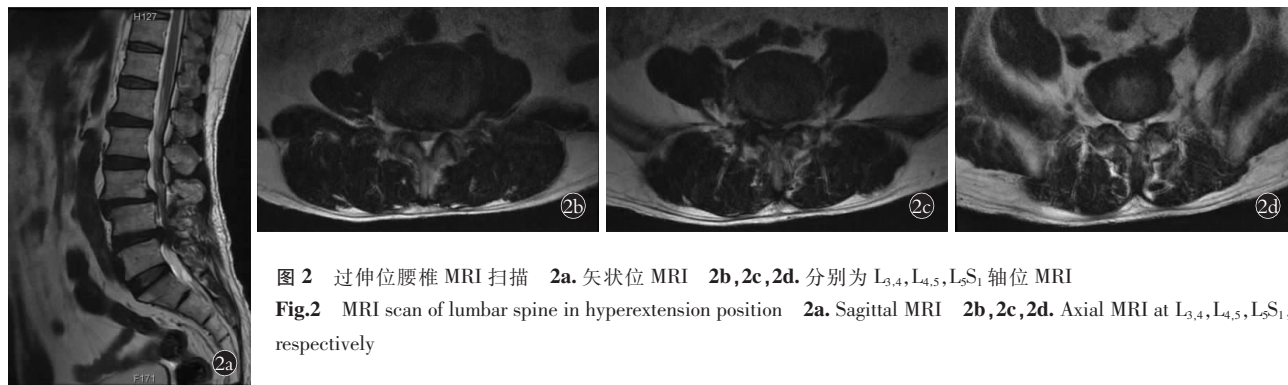 H127
F171
2a
2b
2c
2d
图 2 过伸位腰椎 MRI 扫描 2a. 矢状位 MRI 2b,2c,2d. 分别为 L3,4,L4,5,L5S1 轴位 MRI
Fig.2 MRI scan of lumbar spine in hyperextension position 2a. Sagittal MRI 2b,2c,2d. Axial MRI at L3,4,L4,5,L5S1,
respectively